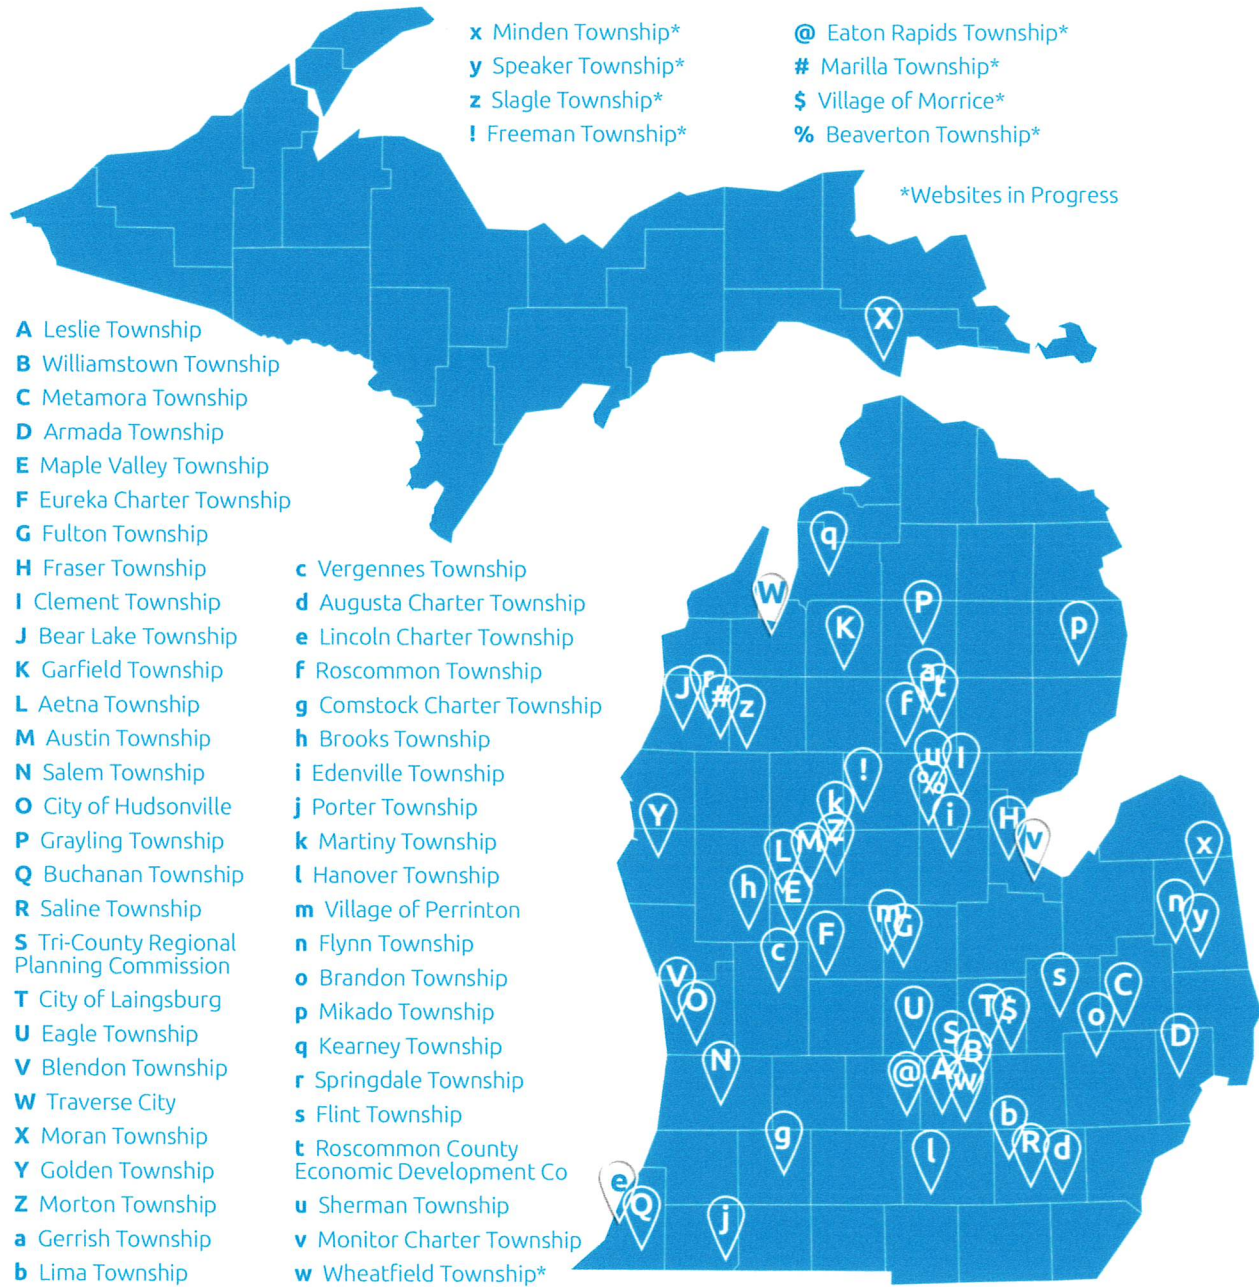 x Minden Township*
y Speaker Township*
z Slagle Township*
! Freeman Township*
@ Eaton Rapids Township*
# Marilla Township*
$ Village of Morrice*
% Beaverton Township*
*Websites in Progress
A Leslie Township
B Williamstown Township
C Metamora Township
D Armada Township
E Maple Valley Township
F Eureka Charter Township
G Fulton Township
H Fraser Township
I Clement Township
J Bear Lake Township
K Garfield Township
L Aetna Township
M Austin Township
N Salem Township
O City of Hudsonville
P Grayling Township
Q Buchanan Township
R Saline Township
S Tri-County Regional
Planning Commission
T City of Laingsburg
U Eagle Township
V Blendon Township
W Traverse City
X Moran Township
Y Golden Township
Z Morton Township
a Gerrish Township
b Lima Township
c Vergennes Township
d Augusta Charter Township
e Lincoln Charter Township
f Roscommon Township
g Comstock Charter Township
h Brooks Township
i Edenville Township
j Porter Township
k Martiny Township
l Hanover Township
m Village of Perrinton
n Flynn Township
o Brandon Township
p Mikado Township
q Kearney Township
r Springdale Township
s Flint Township
t Roscommon County
Economic Development Co
u Sherman Township
v Monitor Charter Township
w Wheatfield Township*
X
q
W
P
K
p
a
t
J
r
#
z
f
u
I
!
%
k
Y
i
H
v
Z
M
L
x
h
E
n
y
m
G
F
c
V
s
C
O
U
T
$
o
S
D
B
N
@
A
w
b
g
R
l
d
e
Q
j